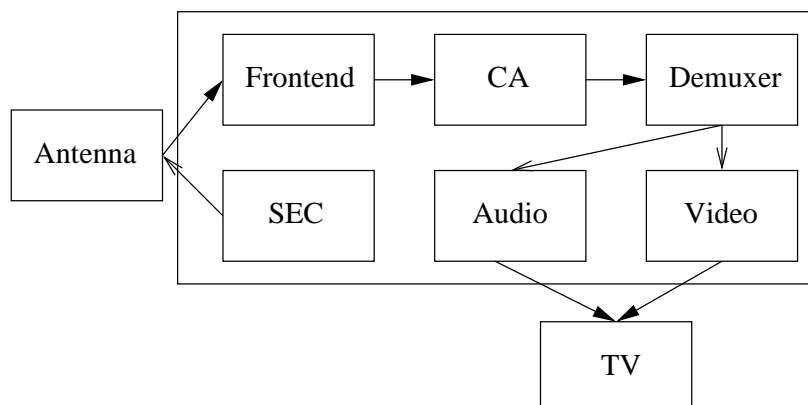 Frontend
CA
Demuxer
Antenna
SEC
Audio
Video
TV